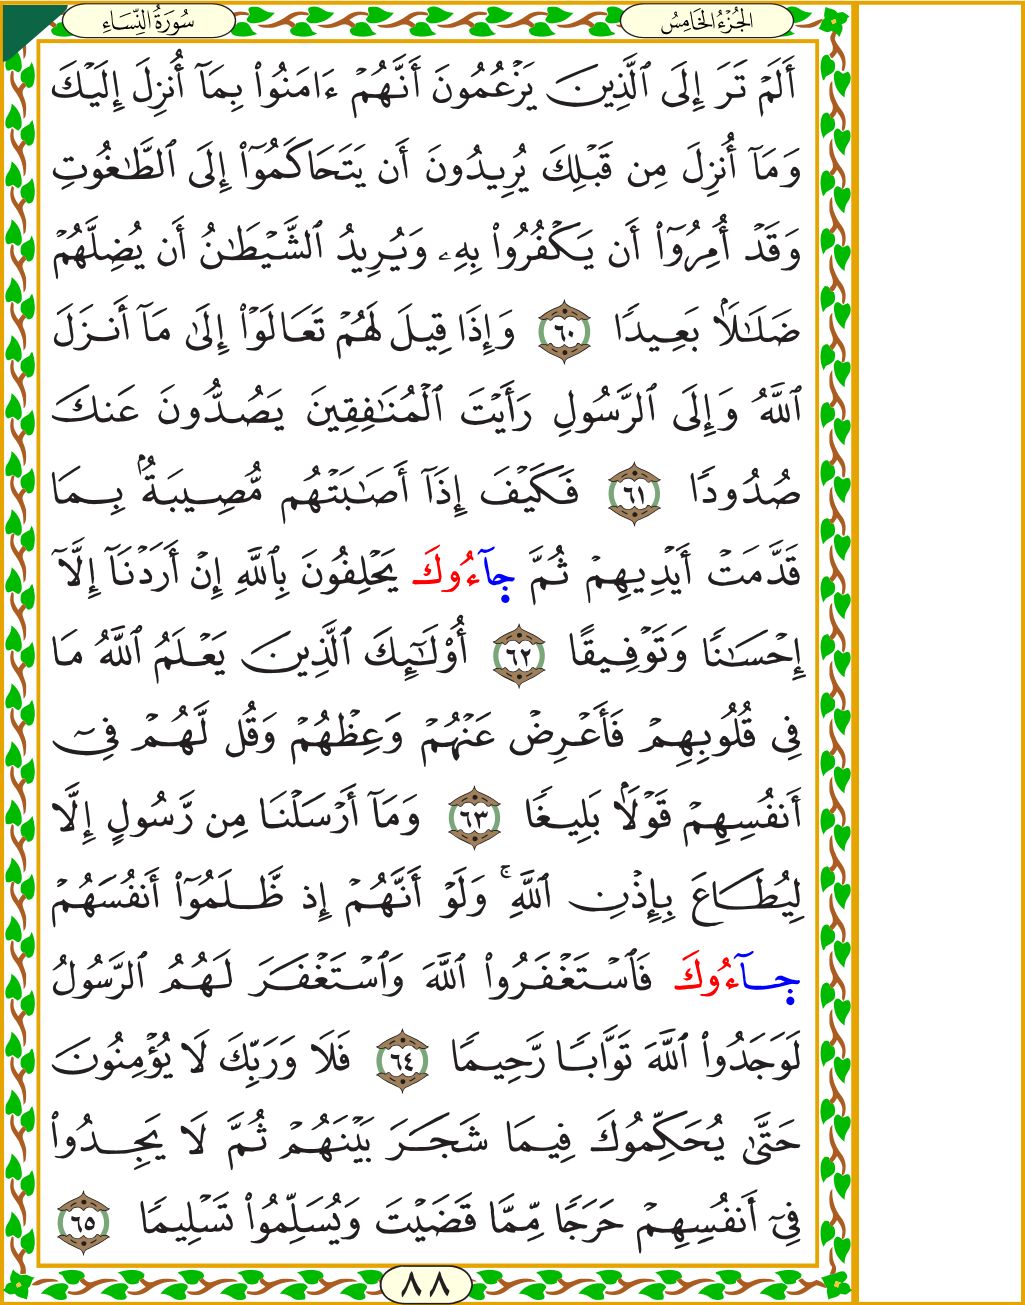 الجُزْءُ الخَامِسُ
سُورَةُ النِّسَاءِ
أَلَمْ تَرَ إِلَى ٱلَّذِينَ يَزْعُمُونَ أَنَّهُمْ ءَامَنُوا۟ بِمَآ أُنزِلَ إِلَيْكَ
وَمَآ أُنزِلَ مِن قَبْلِكَ يُرِيدُونَ أَن يَتَحَاكَمُوٓا۟ إِلَى ٱلطَّـٰغُوتِ
وَقَدْ أُمِرُوٓا۟ أَن يَكْفُرُوا۟ بِهِۦ وَيُرِيدُ ٱلشَّيْطَـٰنُ أَن يُضِلَّهُمْ
ضَلَـٰلًۢا بَعِيدًا ٦٠ وَإِذَا قِيلَ لَهُمْ تَعَالَوْا۟ إِلَىٰ مَآ أَنزَلَ
ٱللَّهُ وَإِلَى ٱلرَّسُولِ رَأَيْتَ ٱلْمُنَـٰفِقِينَ يَصُدُّونَ عَنكَ
صُدُودًا ٦١ فَكَيْفَ إِذَآ أَصَـٰبَتْهُم مُّصِيبَةٌۢ بِمَا
قَدَّمَتْ أَيْدِيهِمْ ثُمَّ جِآءُوكَ يَحْلِفُونَ بِٱللَّهِ إِنْ أَرَدْنَآ إِلَّآ
إِحْسَـٰنًا وَتَوْفِيقًا ٦٢ أُو۟لَـٰٓئِكَ ٱلَّذِينَ يَعْلَمُ ٱللَّهُ مَا
فِى قُلُوبِهِمْ فَأَعْرِضْ عَنْهُمْ وَعِظْهُمْ وَقُل لَّهُمْ فِىٓ
أَنفُسِهِمْ قَوْلًۢا بَلِيغًا ٦٣ وَمَآ أَرْسَلْنَا مِن رَّسُولٍ إِلَّا
لِيُطَاعَ بِإِذْنِ ٱللَّهِ ۚ وَلَوْ أَنَّهُمْ إِذ ظَّلَمُوٓا۟ أَنفُسَهُمْ
جِآءُوكَ فَٱسْتَغْفَرُوا۟ ٱللَّهَ وَٱسْتَغْفَرَ لَهُمُ ٱلرَّسُولُ
لَوَجَدُوا۟ ٱللَّهَ تَوَّابًا رَّحِيمًا ٦٤ فَلَا وَرَبِّكَ لَا يُؤْمِنُونَ
حَتَّىٰ يُحَكِّمُوكَ فِيمَا شَجَرَ بَيْنَهُمْ ثُمَّ لَا يَجِدُوا۟
فِىٓ أَنفُسِهِمْ حَرَجًا مِّمَّا قَضَيْتَ وَيُسَلِّمُوا۟ تَسْلِيمًا ٦٥
٨٨